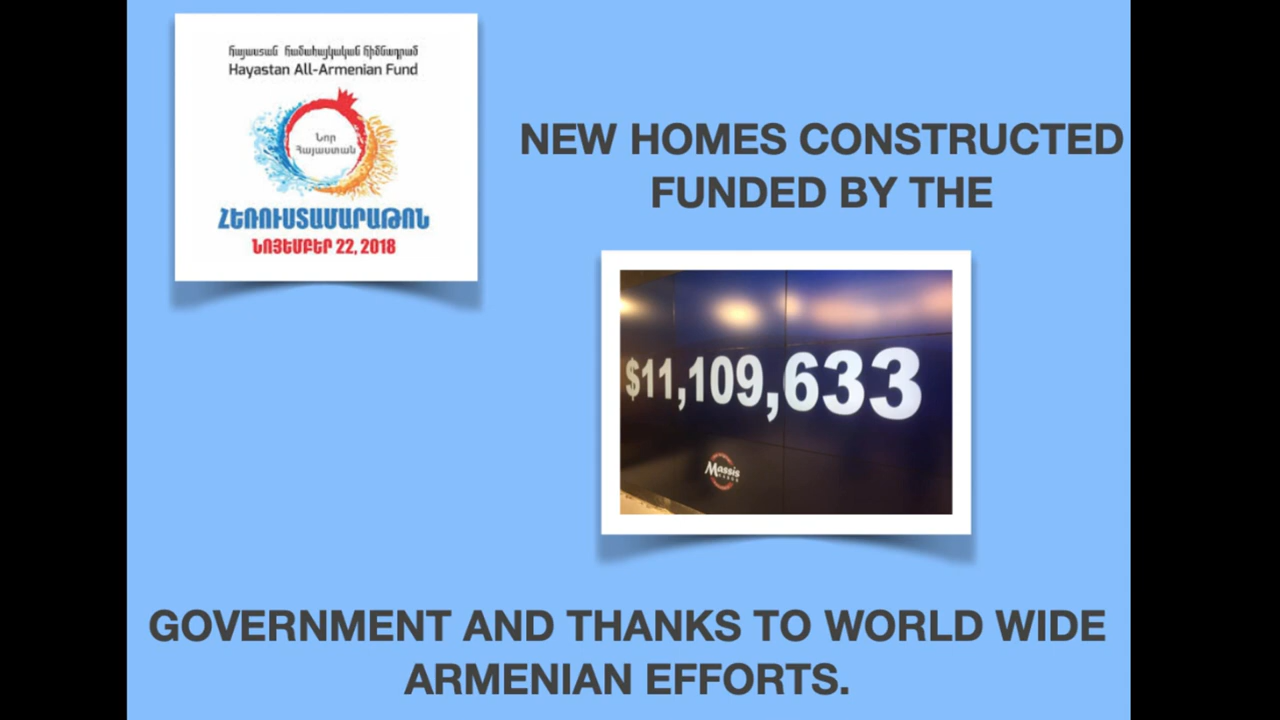 Հայաստան համահայկական հիմնադրամ
Hayastan All-Armenian Fund
Նոր
Հայաստան
ՀԵՌՈՒՍՏԱՄԱՐԱԹՈՆ
ՆՈՅԵՄԲԵՐ 22, 2018
NEW HOMES CONSTRUCTED
FUNDED BY THE
$11,109,633
Massis
GOVERNMENT AND THANKS TO WORLD WIDE
ARMENIAN EFFORTS.